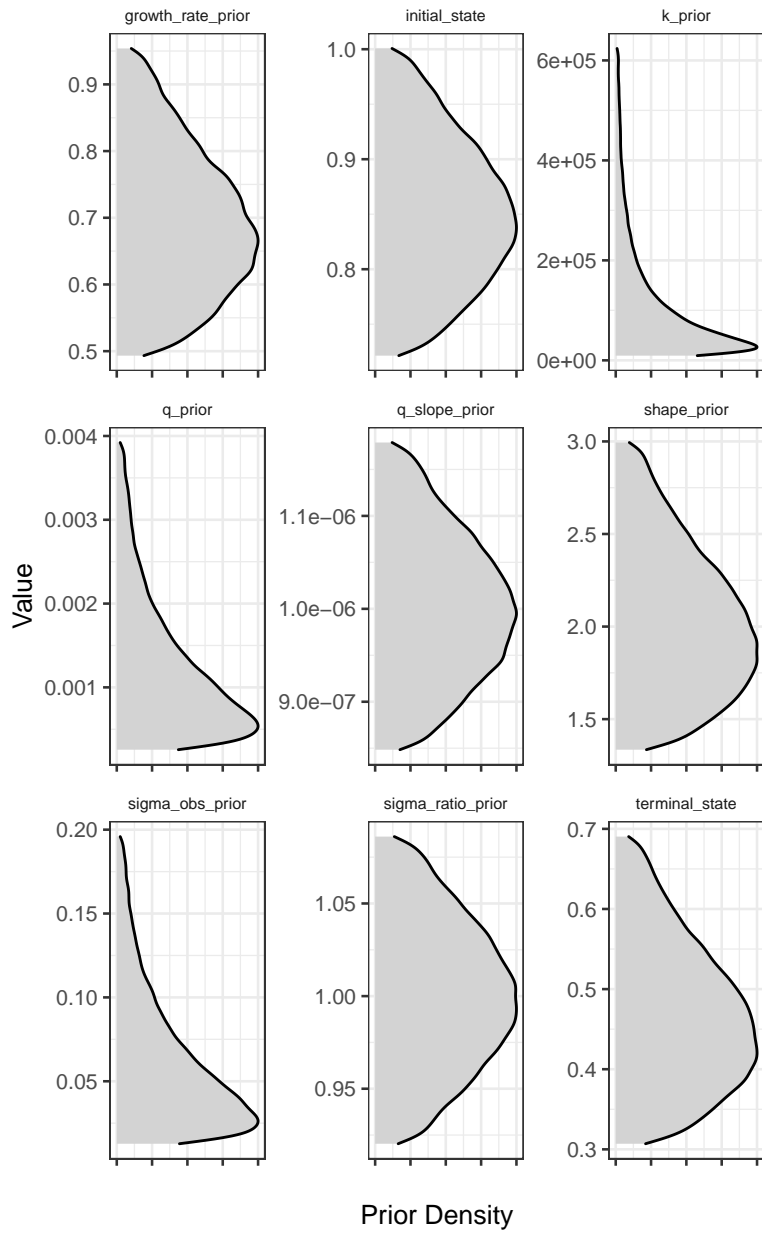 growth_rate_prior
initial_state
k_prior
0.9
0.8
0.7
0.6
0.5
1.0
0.9
0.8
6e+05
4e+05
2e+05
0e+00
q_prior
q_slope_prior
shape_prior
0.004
0.003
0.002
0.001
1.1e−06
1.0e−06
9.0e−07
3.0
2.5
2.0
1.5
Value
sigma_obs_prior
sigma_ratio_prior
terminal_state
0.20
0.15
0.10
0.05
1.05
1.00
0.95
0.7
0.6
0.5
0.4
0.3
Prior Density